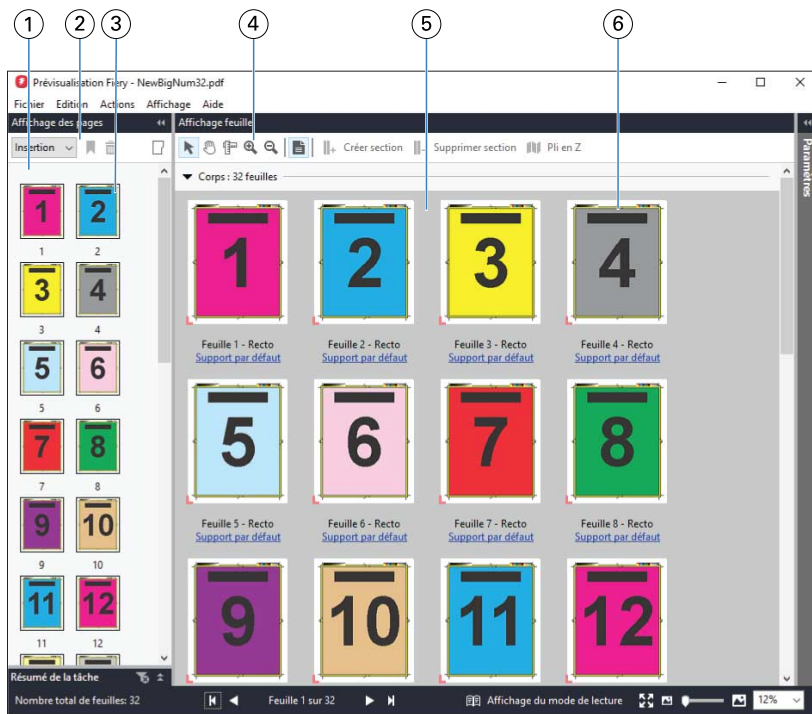 1 2 3 4 5 6
Prévisualisation Fiery - NewBigNum32.pdf
Fichier Edition Actions Affichage Aide
Affichage des pages
Affichage feuille
Insertion
Créer section Supprimer section Pli en Z
Paramètres
Corps : 32 feuilles
1 2
1 2
3 4
3 4
5 6
5 6
7 8
7 8
9 10
9 10
11 12
11 12
1 2 3 4
Feuille 1 - Recto Feuille 2 - Recto Feuille 3 - Recto Feuille 4 - Recto
Support par défaut Support par défaut Support par défaut Support par défaut
5 6 7 8
Feuille 5 - Recto Feuille 6 - Recto Feuille 7 - Recto Feuille 8 - Recto
Support par défaut Support par défaut Support par défaut Support par défaut
9 10 11 12
Résumé de la tâche
Nombre total de feuilles: 32
Feuille 1 sur 32
Affichage du mode de lecture
12%